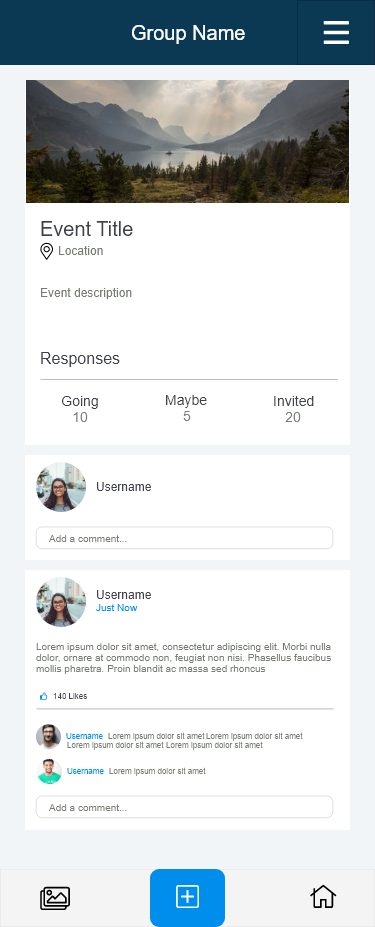 Group Name
Event Title
Location
Event description
Responses
Going Maybe Invited
10 5 20
Username
Add a comment...
Username
Just Now
Lorem ipsum dolor sit amet, consectetur adipiscing elit. Morbi nulla
dolor, ornare at commodo non, feugiat non nisi. Phasellus faucibus
mollis pharetra. Proin blandit ac massa sed rhoncus
140 Likes
Username Lorem ipsum dolor sit amet Lorem ipsum dolor sit amet
Lorem ipsum dolor sit amet Lorem ipsum dolor sit amet
Username Lorem ipsum dolor sit amet
Add a comment...